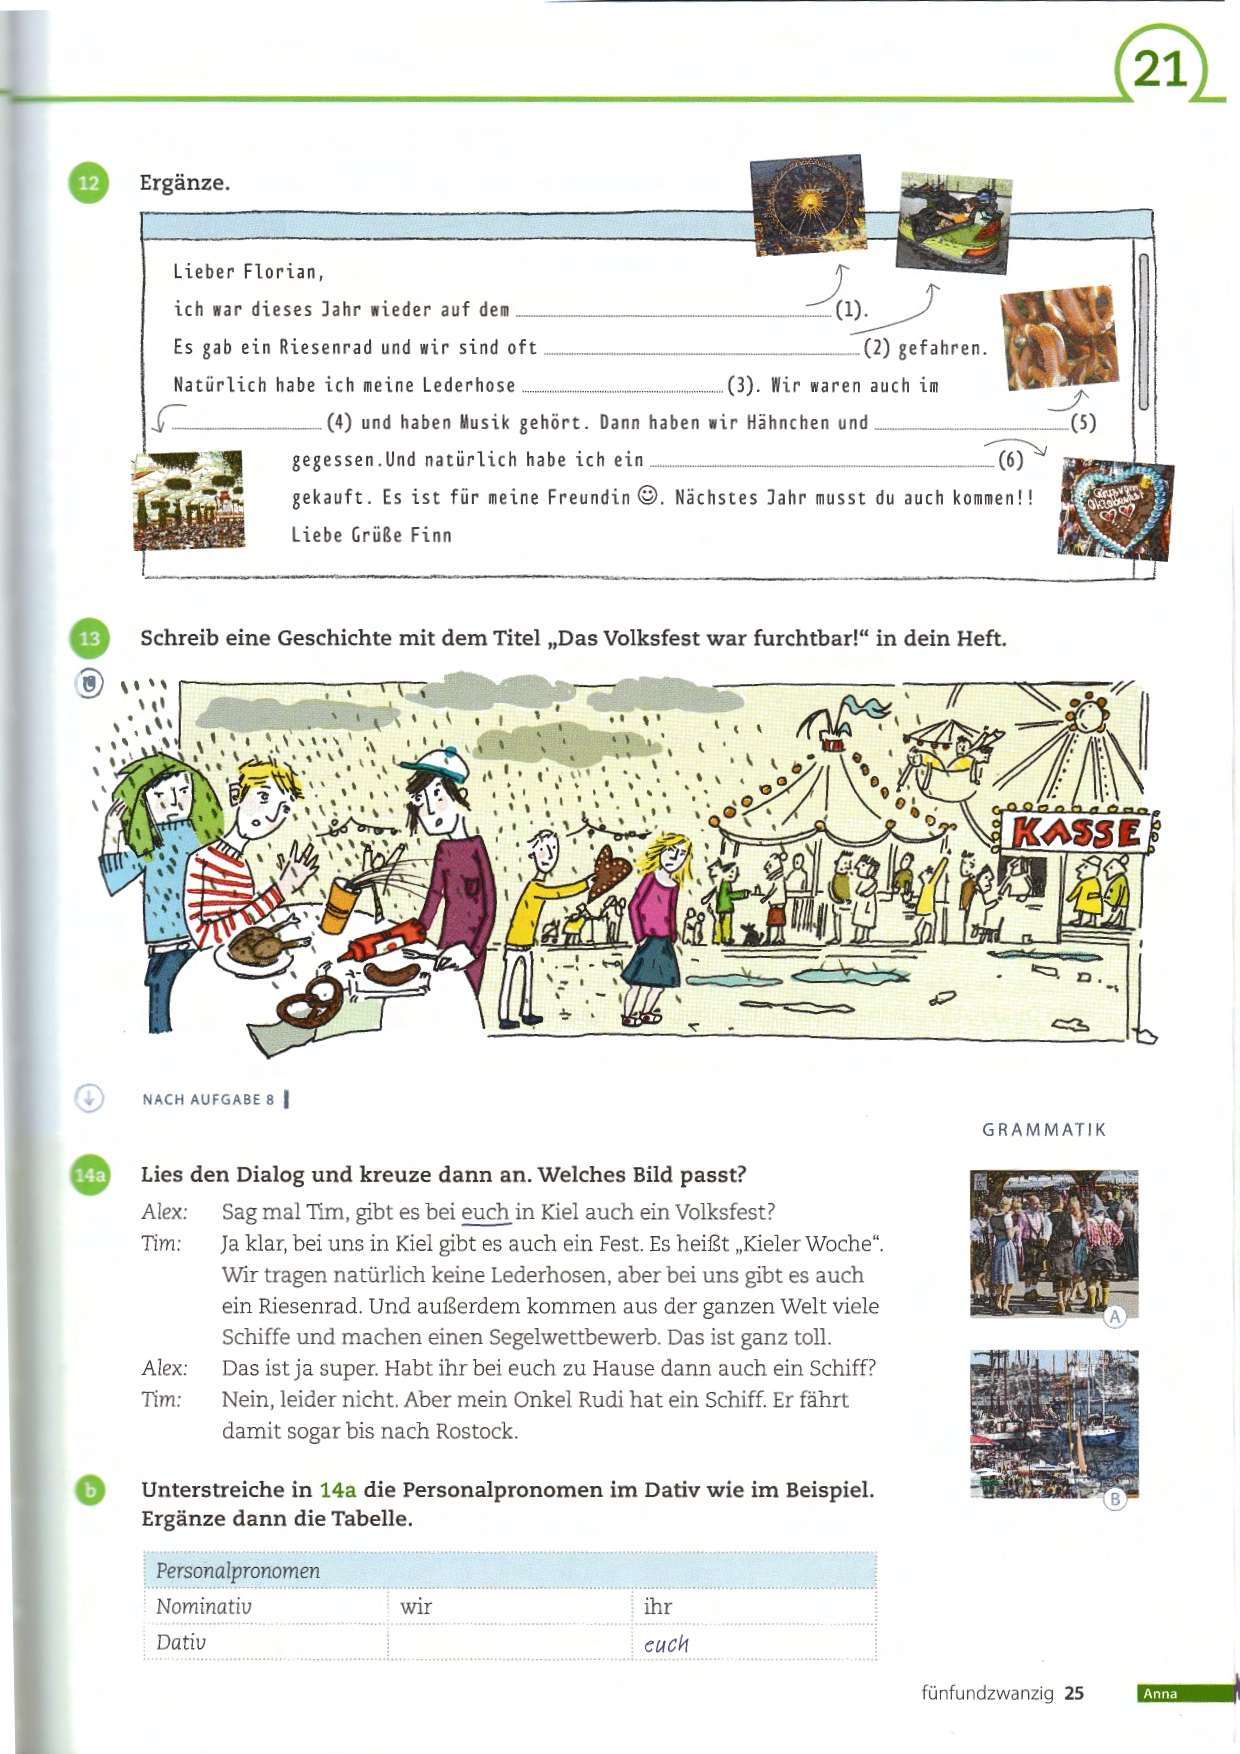 21
12 Ergänze.
Lieber Florian,
ich war dieses Jahr wieder auf dem (1).
Es gab ein Riesenrad und wir sind oft (2) gefahren.
Natürlich habe ich meine Lederhose (3). Wir waren auch im
(4) und haben Musik gehört. Dann haben wir Hähnchen und (5)
gegessen.Und natürlich habe ich ein (6)
gekauft. Es ist für meine Freundin ☺. Nächstes Jahr musst du auch kommen!!
Liebe Grüße Finn
Gruß vom
Oktoberfest
13 Schreib eine Geschichte mit dem Titel „Das Volksfest war furchtbar!“ in dein Heft.
KASSE
NACH AUFGABE 8
GRAMMATIK
14a Lies den Dialog und kreuze dann an. Welches Bild passt?
Alex: Sag mal Tim, gibt es bei euch in Kiel auch ein Volksfest?
Tim: Ja klar, bei uns in Kiel gibt es auch ein Fest. Es heißt „Kieler Woche“.
Wir tragen natürlich keine Lederhosen, aber bei uns gibt es auch
ein Riesenrad. Und außerdem kommen aus der ganzen Welt viele
Schiffe und machen einen Segelwettbewerb. Das ist ganz toll.
Alex: Das ist ja super. Habt ihr bei euch zu Hause dann auch ein Schiff?
Tim: Nein, leider nicht. Aber mein Onkel Rudi hat ein Schiff. Er fährt
damit sogar bis nach Rostock.
A
B
b Unterstreiche in 14a die Personalpronomen im Dativ wie im Beispiel.
Ergänze dann die Tabelle.
Personalpronomen
Nominativ wir ihr
Dativ euch
fünfundzwanzig 25 Anna